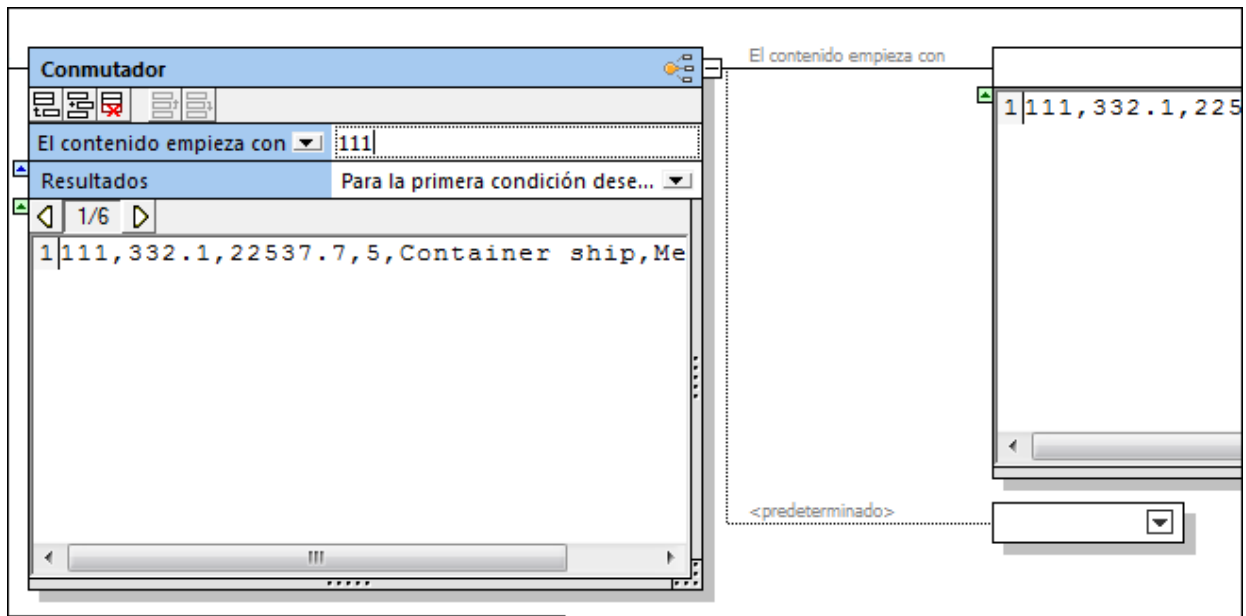 El contenido empieza con
Conmutador
El contenido empieza con 111
Resultados Para la primera condición dese...
1/6
1 111,332.1,22537.7,5,Container ship,Me
1 111,332.1,225
<predeterminado>